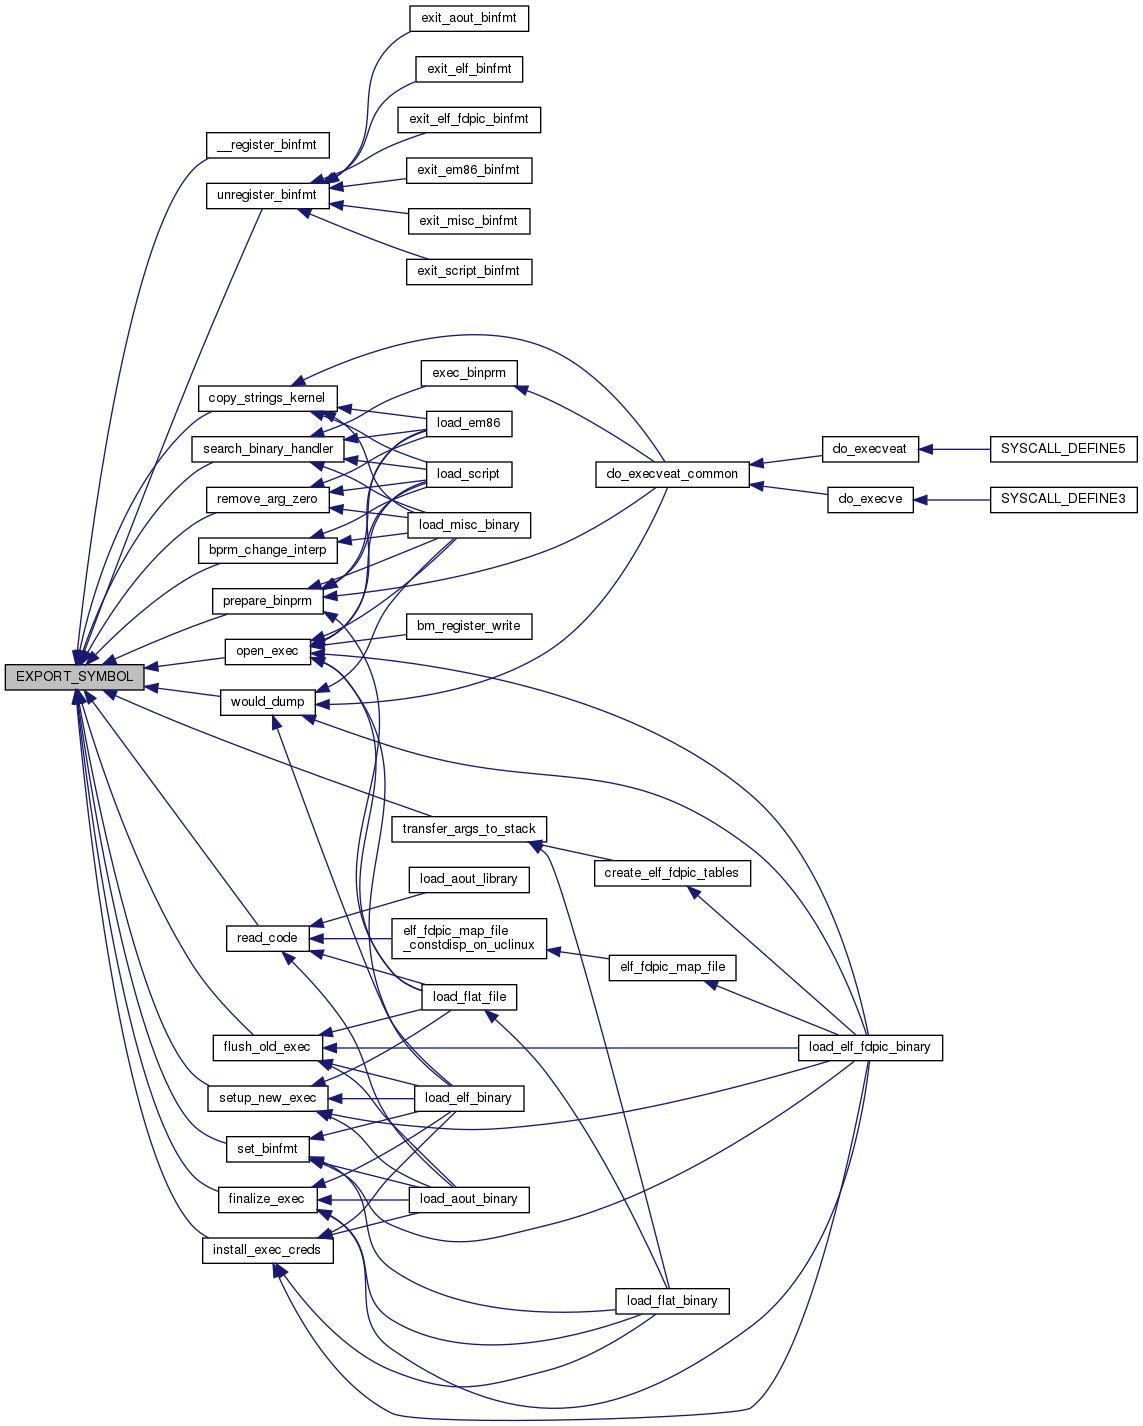 exit_aout_binfmt
exit_elf_binfmt
exit_elf_fdpic_binfmt
__register_binfmt
exit_em86_binfmt
unregister_binfmt
exit_misc_binfmt
exit_script_binfmt
exec_binprm
copy_strings_kernel
load_em86
search_binary_handler
do_execveat
SYSCALL_DEFINE5
load_script
do_execveat_common
remove_arg_zero
do_execve
SYSCALL_DEFINE3
load_misc_binary
bprm_change_interp
prepare_binprm
bm_register_write
open_exec
EXPORT_SYMBOL
would_dump
transfer_args_to_stack
create_elf_fdpic_tables
load_aout_library
elf_fdpic_map_file
_constdisp_on_uclinux
read_code
elf_fdpic_map_file
load_flat_file
flush_old_exec
load_elf_fdpic_binary
setup_new_exec
load_elf_binary
set_binfmt
finalize_exec
load_aout_binary
install_exec_creds
load_flat_binary